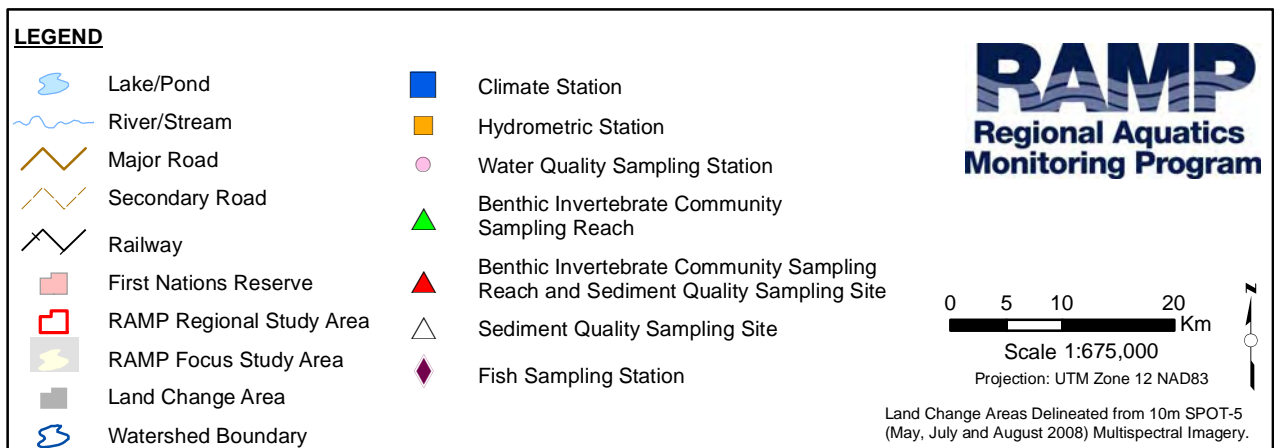 LEGEND
Lake/Pond
River/Stream
Major Road
Secondary Road
Railway
First Nations Reserve
RAMP Regional Study Area
RAMP Focus Study Area
Land Change Area
Watershed Boundary
Climate Station
Hydrometric Station
Water Quality Sampling Station
Benthic Invertebrate Community
Sampling Reach
Benthic Invertebrate Community Sampling
Reach and Sediment Quality Sampling Site
Sediment Quality Sampling Site
Fish Sampling Station
RAMP
Regional Aquatics
Monitoring Program
N
0 5 10 20
Km
Scale 1:675,000
Projection: UTM Zone 12 NAD83
Land Change Areas Delineated from 10m SPOT-5
(May, July and August 2008) Multispectral Imagery.